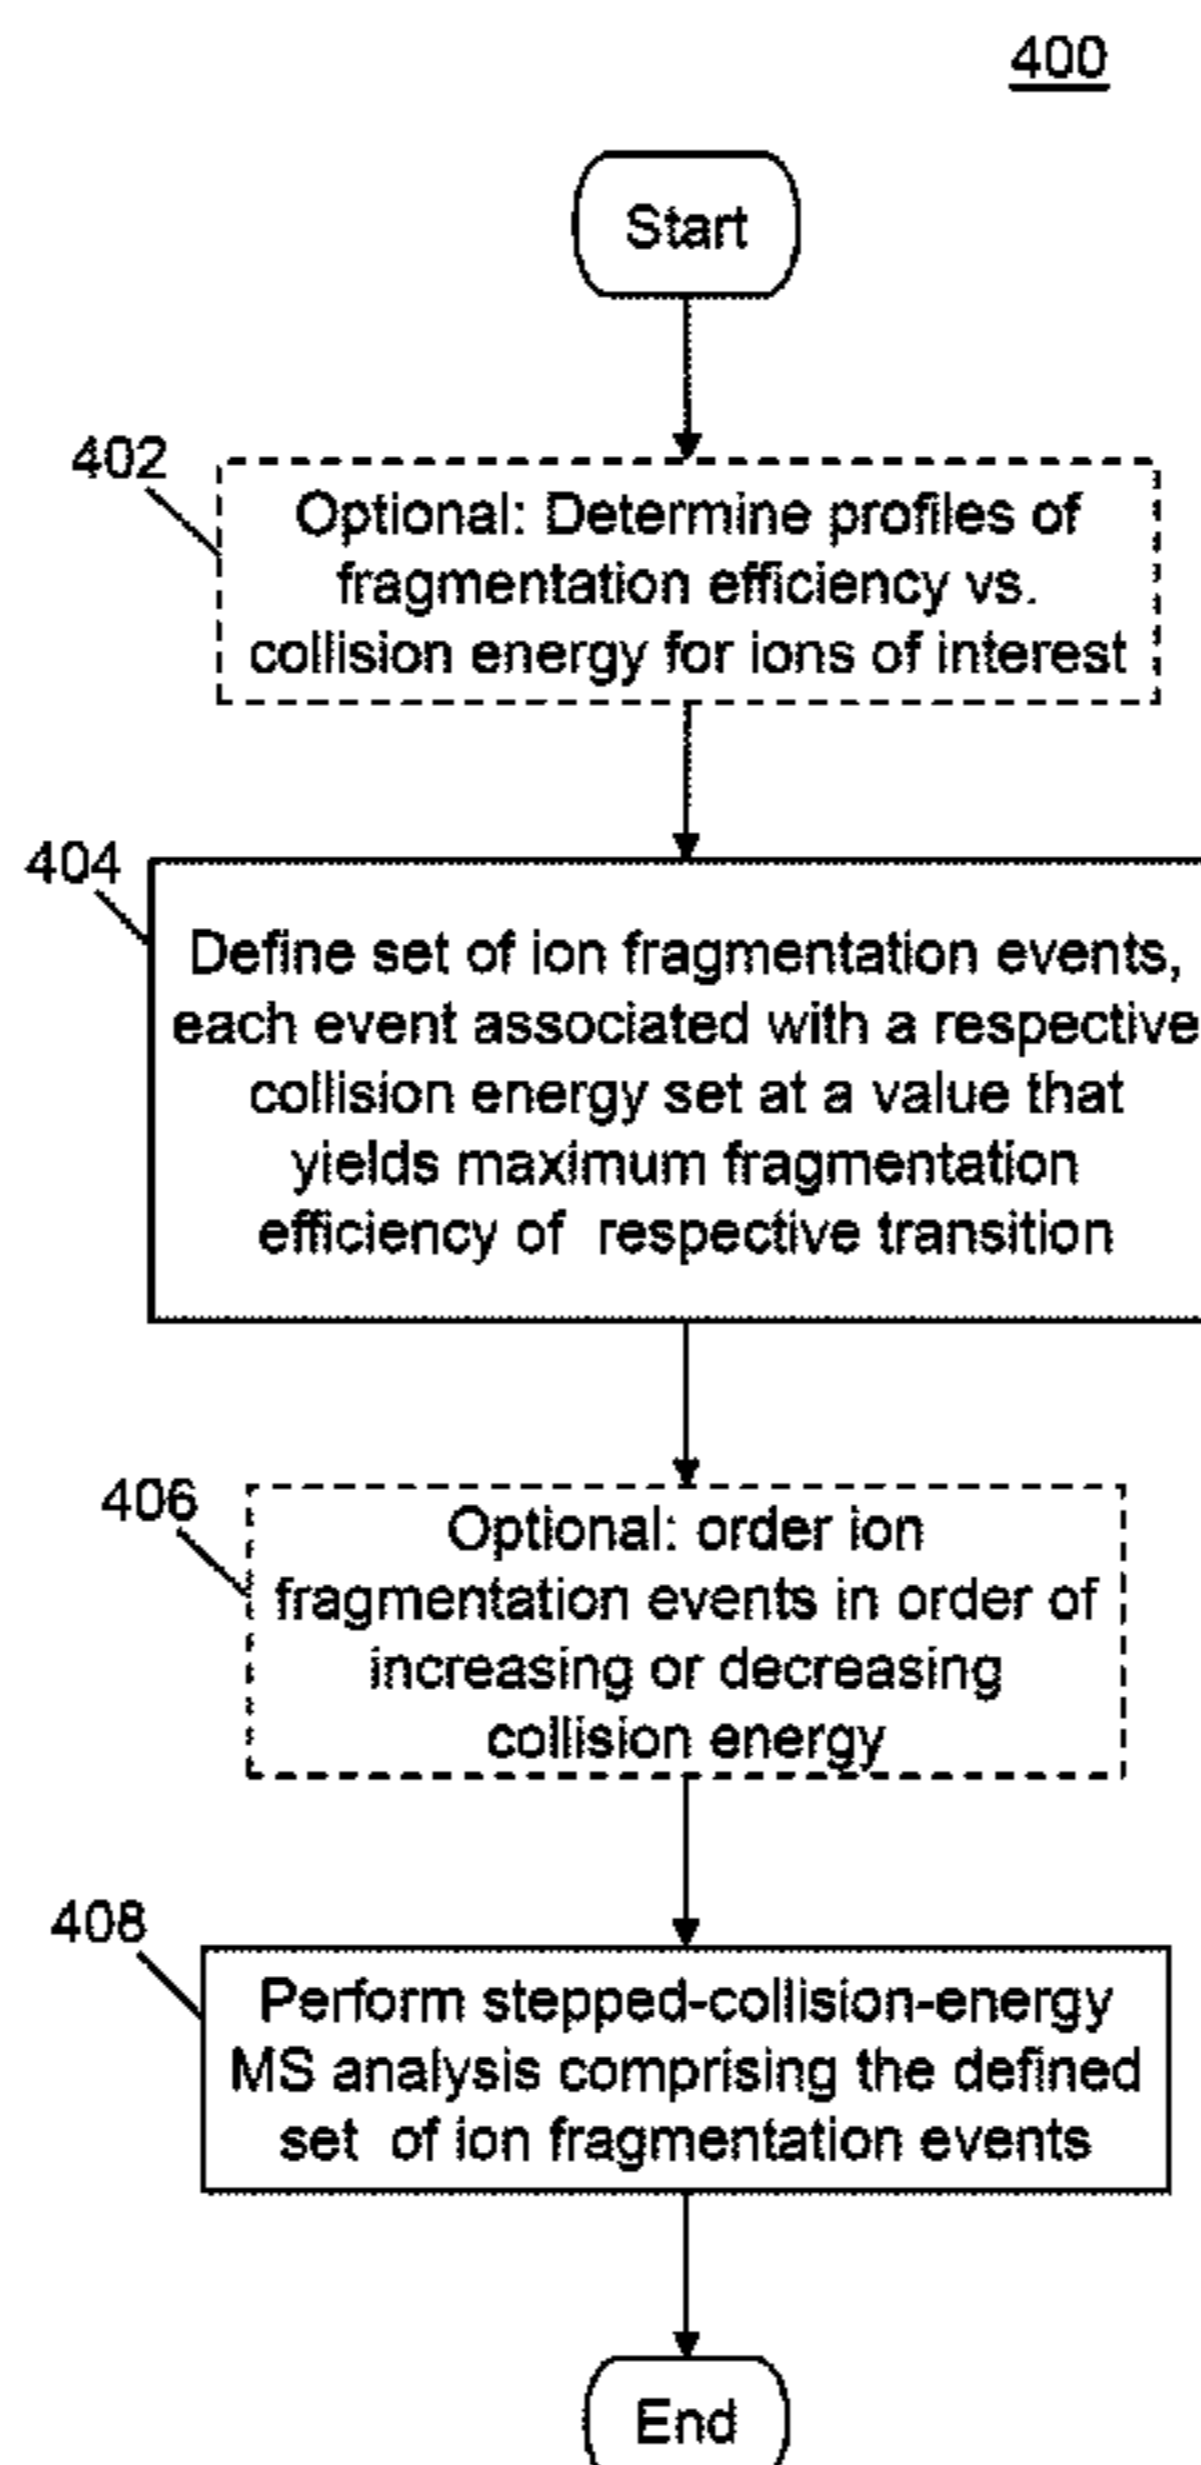 400
Start
402
Optional: Determine profiles of
fragmentation efficiency vs.
collision energy for ions of interest
404
Define set of ion fragmentation events,
each event associated with a respective
collision energy set at a value that
yields maximum fragmentation
efficiency of respective transition
406
Optional: order ion
fragmentation events in order of
increasing or decreasing
collision energy
408
Perform stepped-collision-energy
MS analysis comprising the defined
set of ion fragmentation events
End